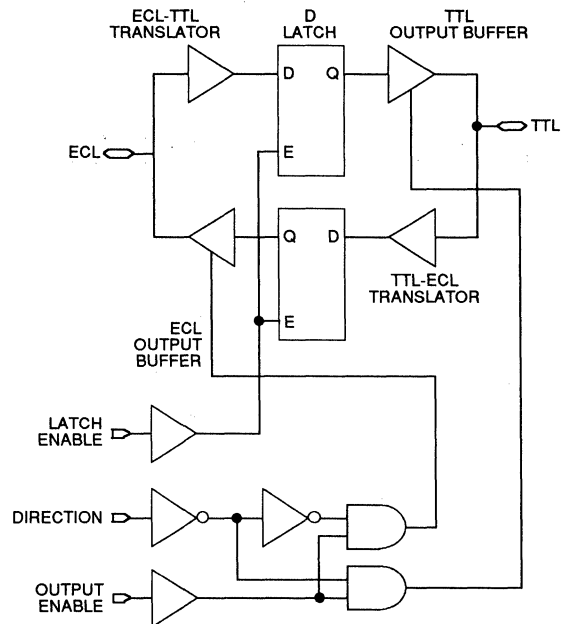 ECL-TTL
TRANSLATOR
D
LATCH
TTL
OUTPUT BUFFER
D
Q
ECL
TTL
E
Q
D
TTL-ECL
TRANSLATOR
E
ECL
OUTPUT
BUFFER
LATCH
ENABLE
DIRECTION
OUTPUT
ENABLE